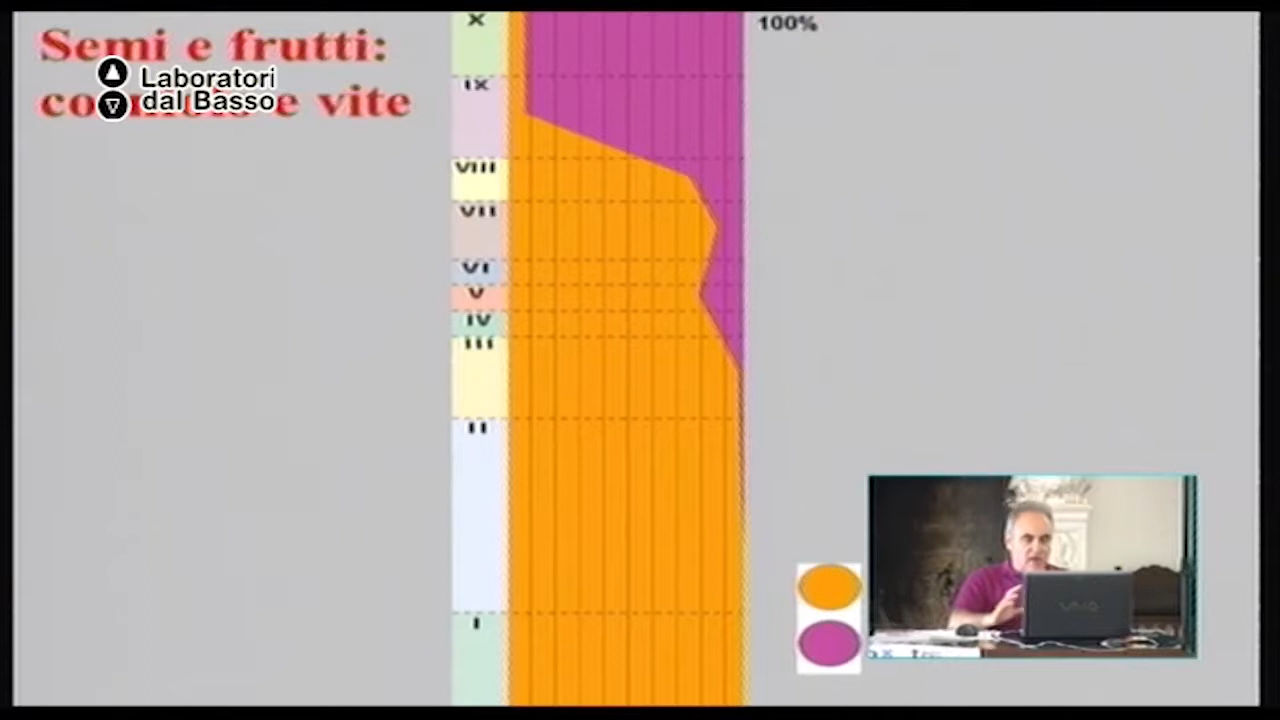 Semi e frutti:
e vite
Laboratori
dal Basso
100%
X
IX
VIII
VII
VI
V
IV
III
II
I
VAIO